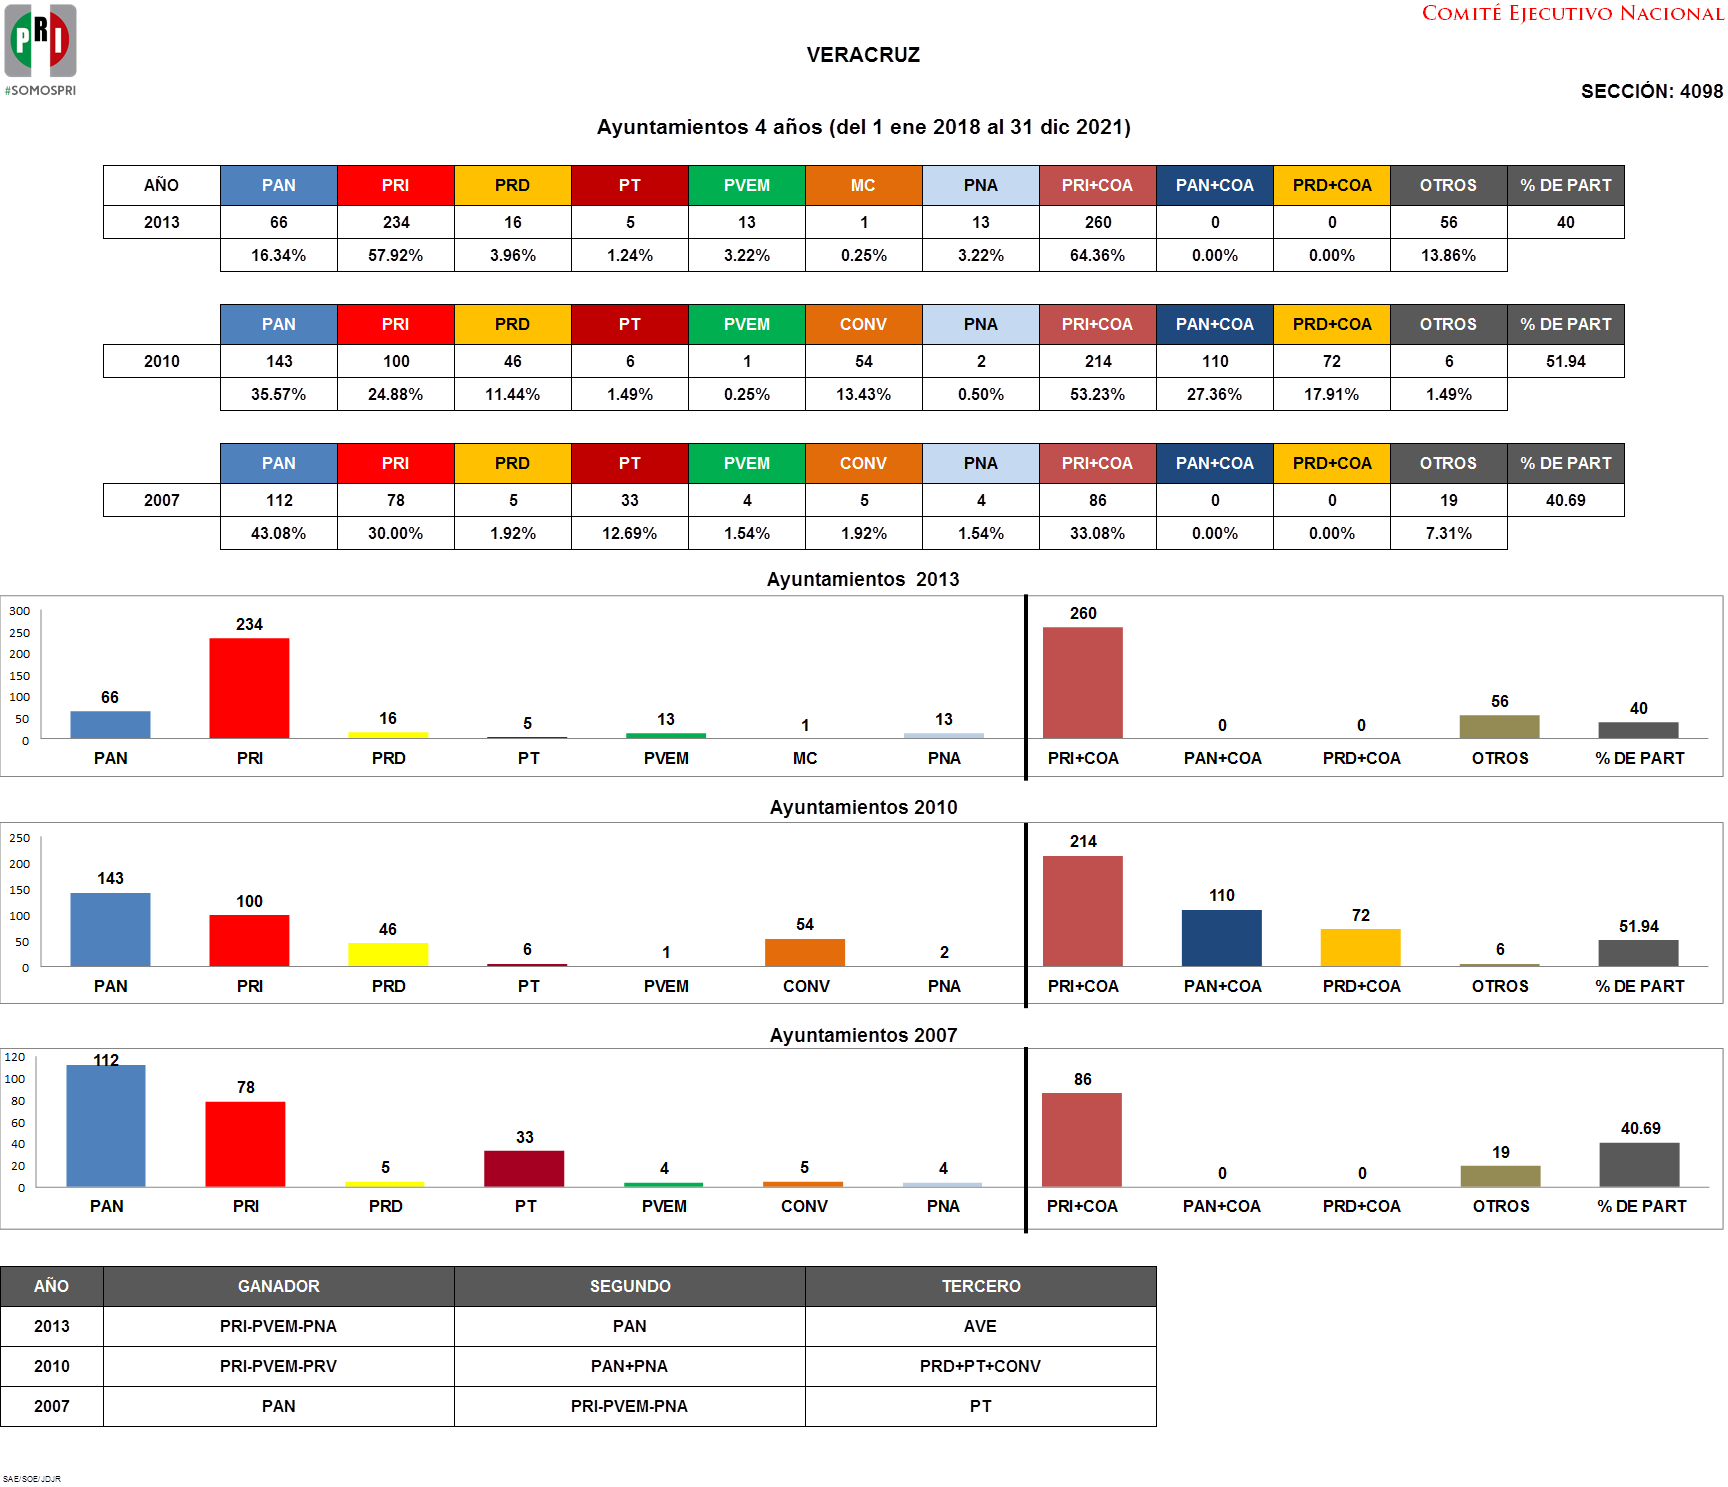 COMITÉ EJECUTIVO NACIONAL
PRI
#SOMOSPRI
VERACRUZ
SECCIÓN: 4098
Ayuntamientos 4 años (del 1 ene 2018 al 31 dic 2021)
AÑO PAN PRI PRD PT PVEM MC PNA PRI+COA PAN+COA PRD+COA OTROS % DE PART
2013 66 234 16 5 13 1 13 260 0 0 56 40
16.34% 57.92% 3.96% 1.24% 3.22% 0.25% 3.22% 64.36% 0.00% 0.00% 13.86%
PAN PRI PRD PT PVEM CONV PNA PRI+COA PAN+COA PRD+COA OTROS % DE PART
2010 143 100 46 6 1 54 2 214 110 72 6 51.94
35.57% 24.88% 11.44% 1.49% 0.25% 13.43% 0.50% 53.23% 27.36% 17.91% 1.49%
PAN PRI PRD PT PVEM CONV PNA PRI+COA PAN+COA PRD+COA OTROS % DE PART
2007 112 78 5 33 4 5 4 86 0 0 19 40.69
43.08% 30.00% 1.92% 12.69% 1.54% 1.92% 1.54% 33.08% 0.00% 0.00% 7.31%
Ayuntamientos 2013
300
250
200
150
100
50
0
66 234 16 5 13 1 13 260 0 0 56 40
PAN PRI PRD PT PVEM MC PNA PRI+COA PAN+COA PRD+COA OTROS % DE PART
Ayuntamientos 2010
250
200
150
100
50
0
143 100 46 6 1 54 2 214 110 72 6 51.94
PAN PRI PRD PT PVEM CONV PNA PRI+COA PAN+COA PRD+COA OTROS % DE PART
Ayuntamientos 2007
120
100
80
60
40
20
0
112 78 5 33 4 5 4 86 0 0 19 40.69
PAN PRI PRD PT PVEM CONV PNA PRI+COA PAN+COA PRD+COA OTROS % DE PART
AÑO GANADOR SEGUNDO TERCERO
2013 PRI-PVEM-PNA PAN AVE
2010 PRI-PVEM-PRV PAN+PNA PRD+PT+CONV
2007 PAN PRI-PVEM-PNA PT
SAE/SOE/JDJR